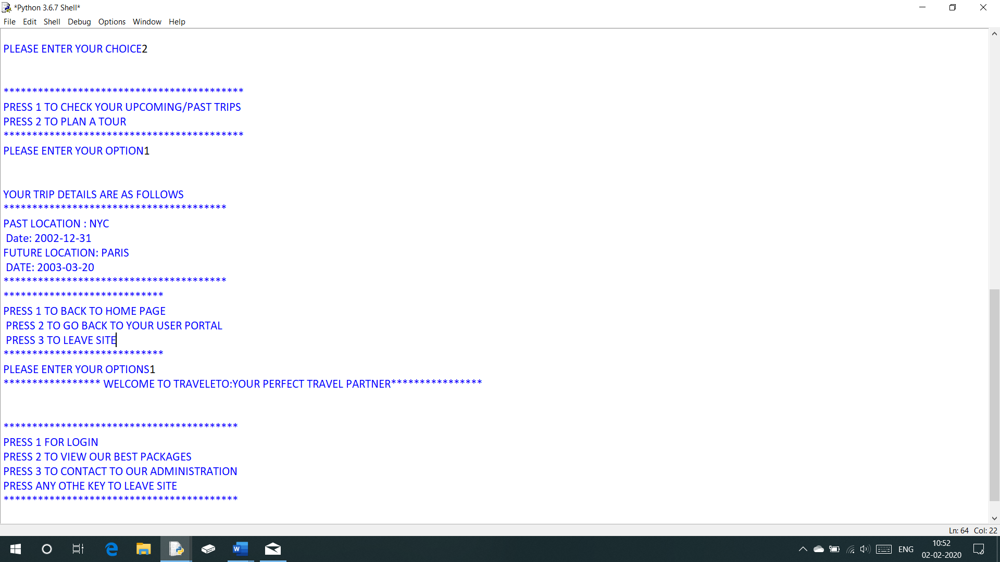 *Python 3.6.7 Shell*
File Edit Shell Debug Options Window Help
PLEASE ENTER YOUR CHOICE2
******************************************
PRESS 1 TO CHECK YOUR UPCOMING/PAST TRIPS
PRESS 2 TO PLAN A TOUR
******************************************
PLEASE ENTER YOUR OPTION1
YOUR TRIP DETAILS ARE AS FOLLOWS
***************************************
PAST LOCATION : NYC
Date: 2002-12-31
FUTURE LOCATION: PARIS
DATE: 2003-03-20
***************************************
****************************
PRESS 1 TO BACK TO HOME PAGE
PRESS 2 TO GO BACK TO YOUR USER PORTAL
PRESS 3 TO LEAVE SITE
****************************
PLEASE ENTER YOUR OPTIONS1
***************** WELCOME TO TRAVELETO:YOUR PERFECT TRAVEL PARTNER****************
*****************************************
PRESS 1 FOR LOGIN
PRESS 2 TO VIEW OUR BEST PACKAGES
PRESS 3 TO CONTACT TO OUR ADMINISTRATION
PRESS ANY OTHE KEY TO LEAVE SITE
*****************************************
Ln: 64 Col: 22
ENG
10:52
02-02-2020